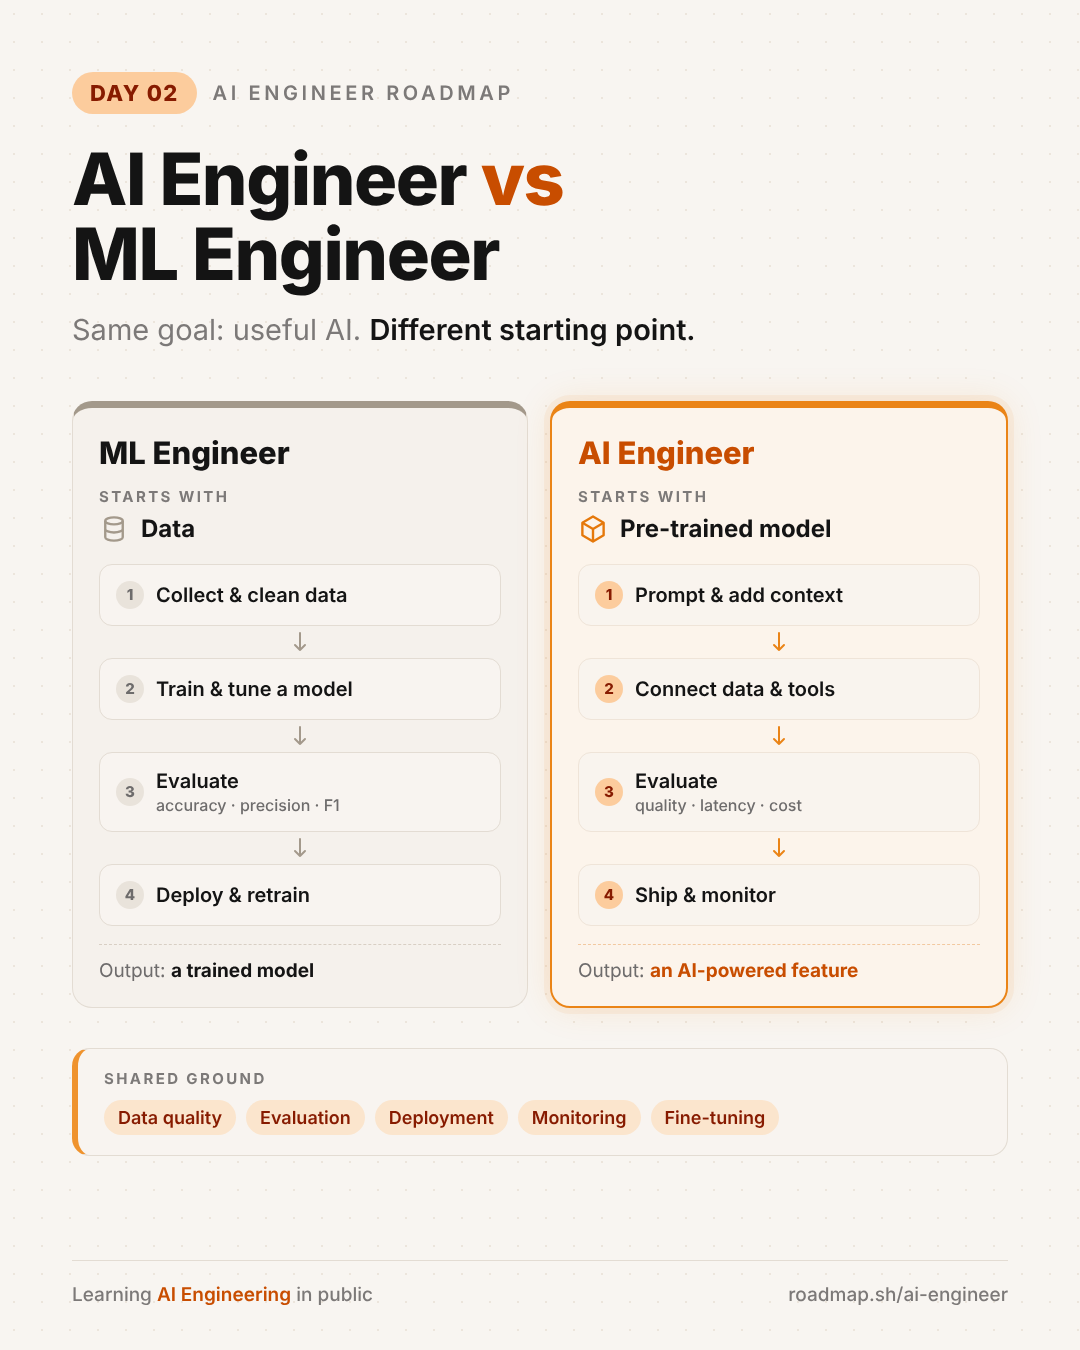 DAY 02 AI ENGINEER ROADMAP
AI Engineer vs
ML Engineer
Same goal: useful AI. Different starting point.
ML Engineer
STARTS WITH
Data
1 Collect & clean data
↓
2 Train & tune a model
↓
3 Evaluate
accuracy · precision · F1
↓
4 Deploy & retrain
Output: a trained model
AI Engineer
STARTS WITH
Pre-trained model
1 Prompt & add context
↓
2 Connect data & tools
↓
3 Evaluate
quality · latency · cost
↓
4 Ship & monitor
Output: an AI-powered feature
SHARED GROUND
Data quality Evaluation Deployment Monitoring Fine-tuning
Learning AI Engineering in public
roadmap.sh/ai-engineer